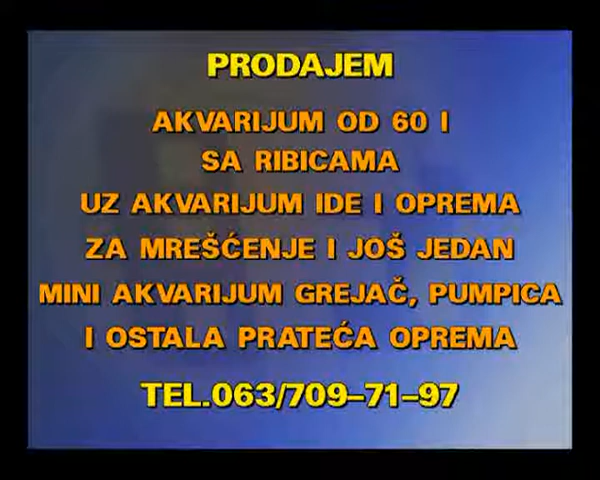 PRODAJEM
AKVARIJUM OD 60 l
SA RIBICAMA
UZ AKVARIJUM IDE I OPREMA
ZA MREŠĆENJE I JOŠ JEDAN
MINI AKVARIJUM GREJAČ, PUMPICA
I OSTALA PRATEĆA OPREMA
TEL.063/709–71–97